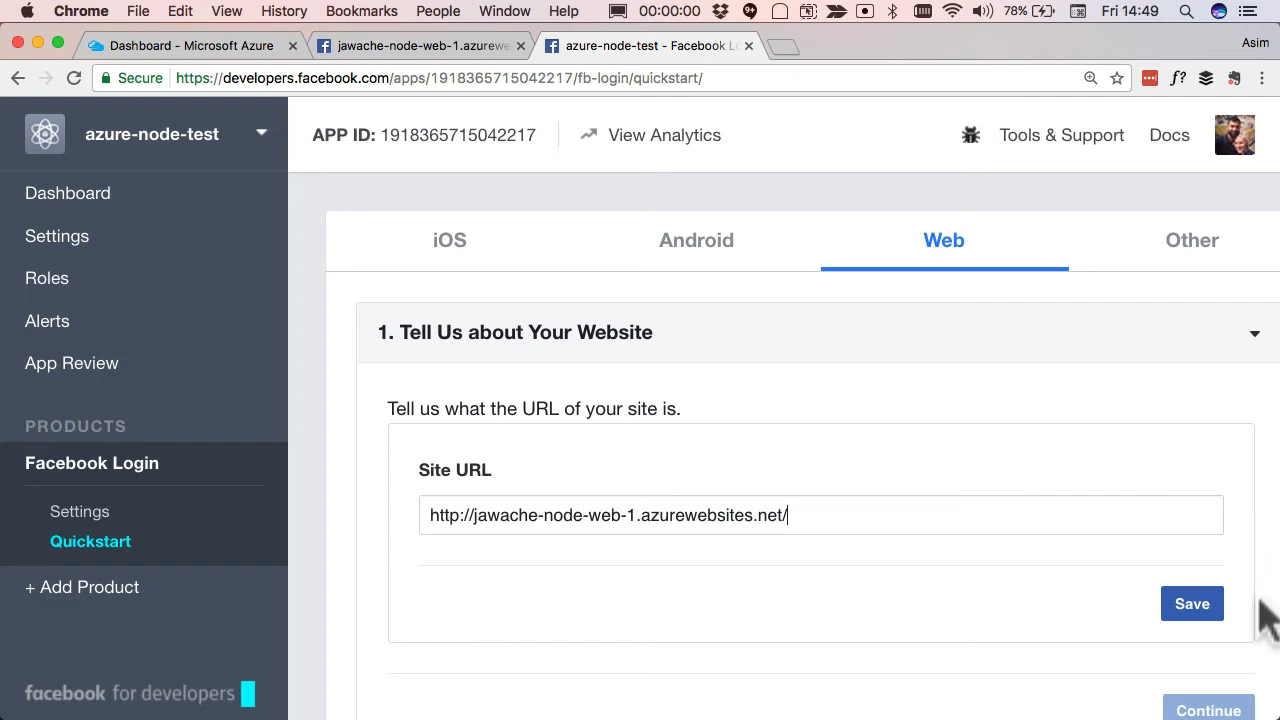 Chrome File Edit View History Bookmarks People Window Help 00:00:00 78% Fri 14:49
Dashboard - Microsoft Azure jawache-node-web-1.azurewe azure-node-test - Facebook Lo Asim
Secure https://developers.facebook.com/apps/1918365715042217/fb-login/quickstart/ f?
azure-node-test APP ID: 1918365715042217 View Analytics Tools & Support Docs
Dashboard
Settings
Roles
Alerts
App Review
PRODUCTS
Facebook Login
Settings
Quickstart
+ Add Product
facebook for developers
iOS Android Web Other
1. Tell Us about Your Website
Tell us what the URL of your site is.
Site URL
http://jawache-node-web-1.azurewebsites.net/
Save
Continue